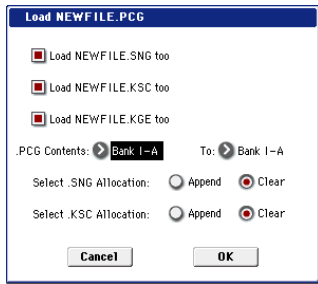 Load NEWFILE.PCG
Load NEWFILE.SNG too
Load NEWFILE.KSC too
Load NEWFILE.KGE too
.PCG Contents: Bank I-A To: Bank I-A
Select .SNG Allocation: Append Clear
Select .KSC Allocation: Append Clear
Cancel OK